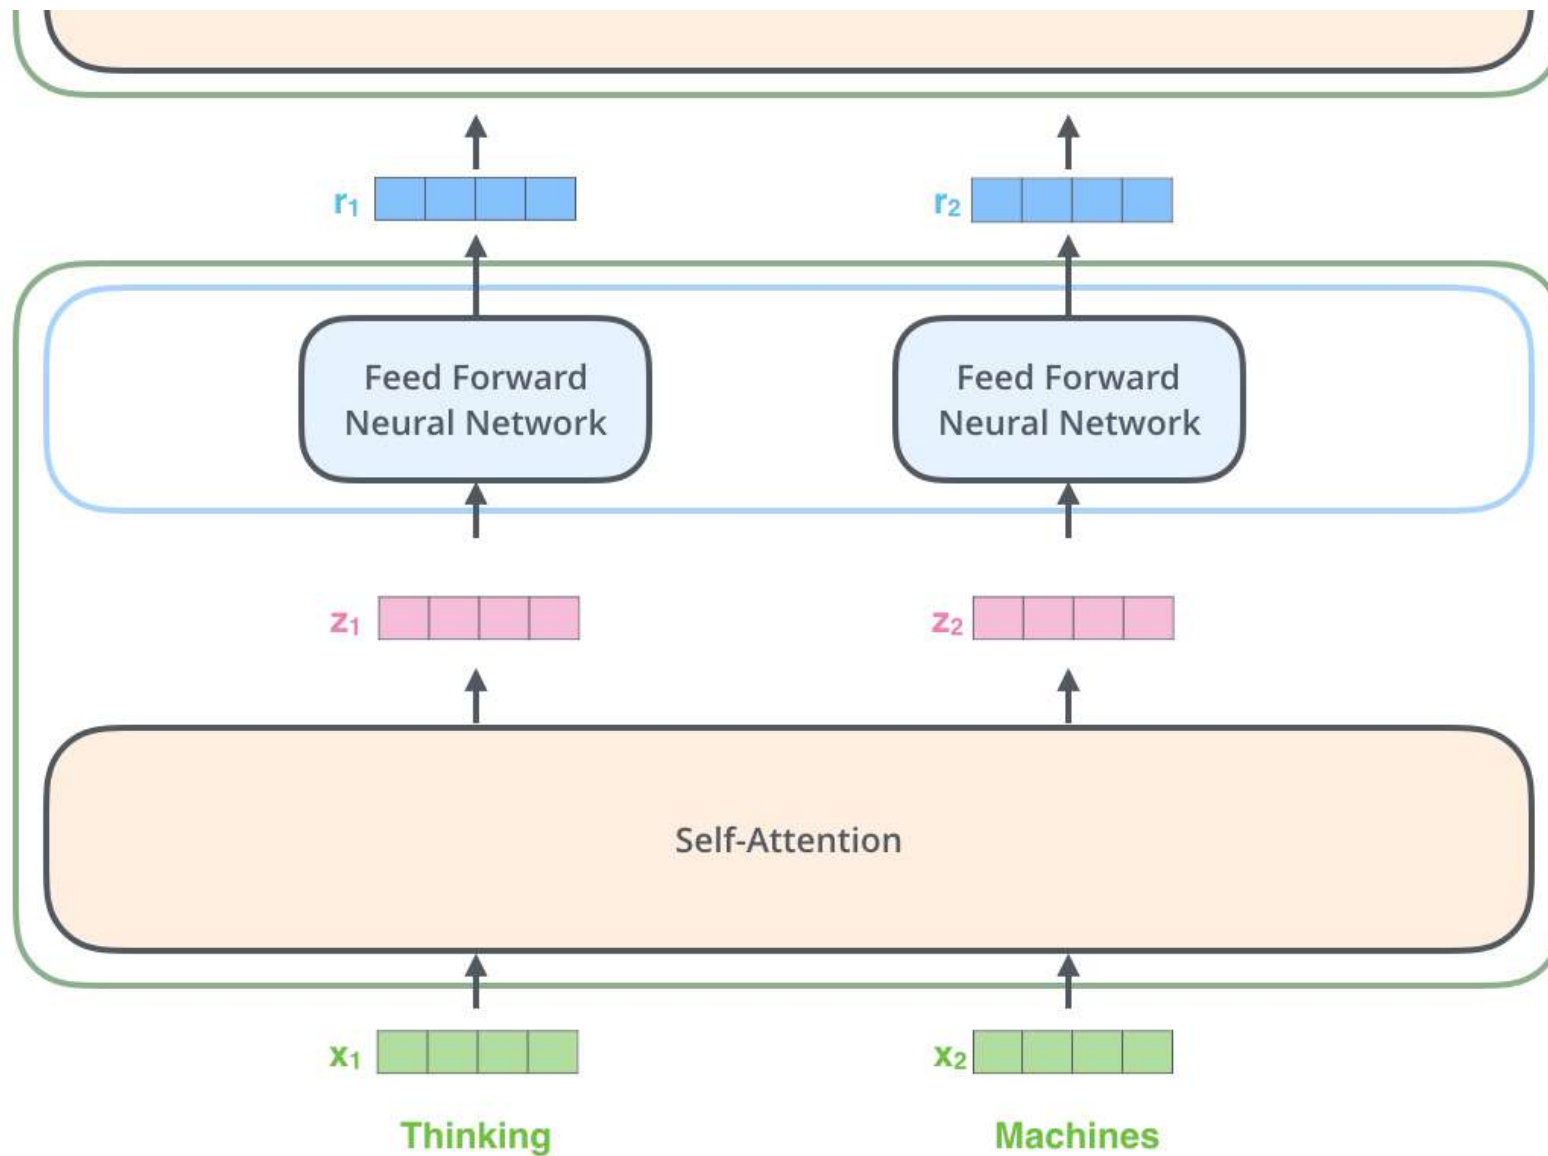 r₁
r₂
Feed Forward
Neural Network
Feed Forward
Neural Network
z₁
z₂
Self-Attention
x₁
x₂
Thinking
Machines